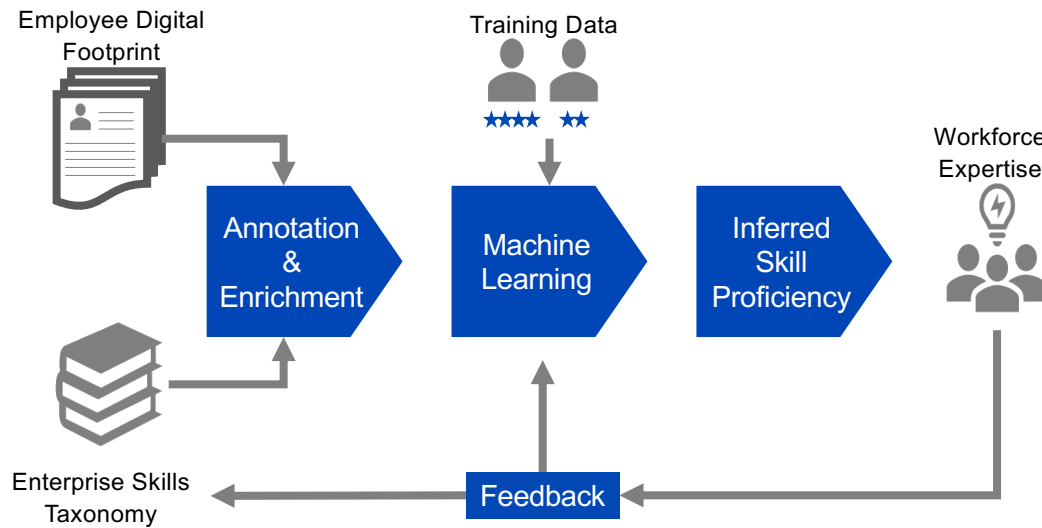 Employee Digital
Footprint
Training Data
Workforce
Expertise
Annotation
&
Enrichment
Machine
Learning
Inferred
Skill
Proficiency
Enterprise Skills
Taxonomy
Feedback